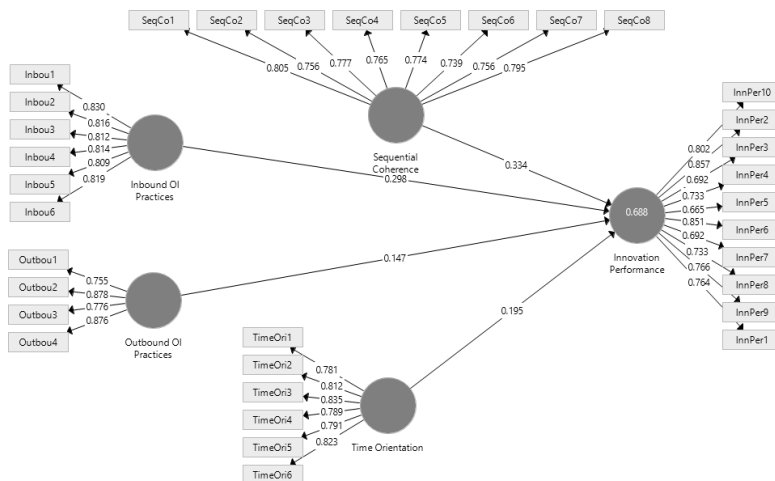 SeqCo1 SeqCo2 SeqCo3 SeqCo4 SeqCo5 SeqCo6 SeqCo7 SeqCo8
0.805 0.756 0.777 0.765 0.774 0.739 0.756 0.795
Sequential
Coherence
Inbou1
Inbou2
Inbou3
Inbou4
Inbou5
Inbou6
0.830
0.816
0.812
0.814
0.809
0.819
Inbound OI
Practices
0.334
0.298
0.147
0.195
Outbou1
Outbou2
Outbou3
Outbou4
0.755
0.878
0.776
0.876
Outbound OI
Practices
TimeOri1
TimeOri2
TimeOri3
TimeOri4
TimeOri5
TimeOri6
0.781
0.812
0.835
0.789
0.791
0.823
Time Orientation
0.688
Innovation
Performance
0.802
0.857
0.692
0.733
0.665
0.851
0.692
0.733
0.766
0.764
InnPer10
InnPer2
InnPer3
InnPer4
InnPer5
InnPer6
InnPer7
InnPer8
InnPer9
InnPer1